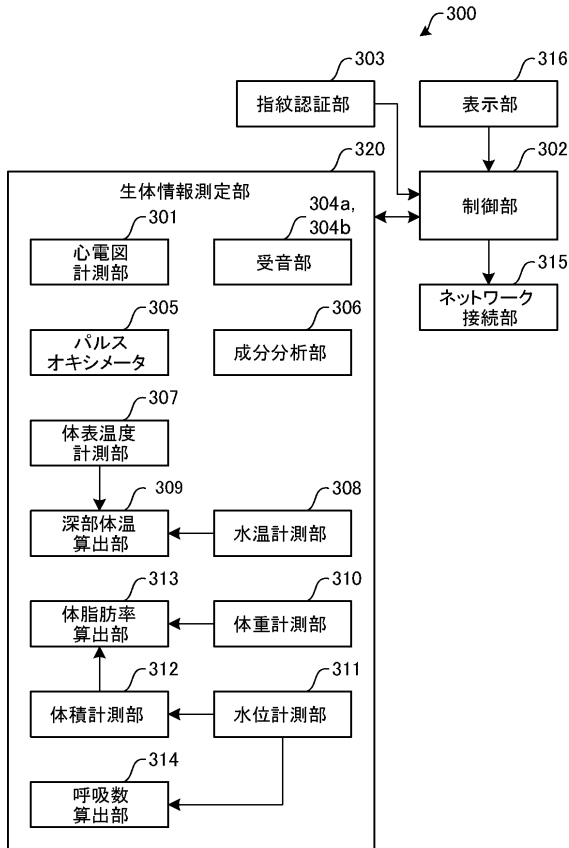 300
303
指紋認証部
316
表示部
320
生体情報測定部
302
制御部
301
心電図
計測部
304a,
304b
受音部
315
ネットワーク
接続部
305
パルス
オキシメータ
306
成分分析部
307
体表温度
計測部
309
深部体温
算出部
308
水温計測部
313
体脂肪率
算出部
310
体重計測部
312
体積計測部
311
水位計測部
314
呼吸数
算出部